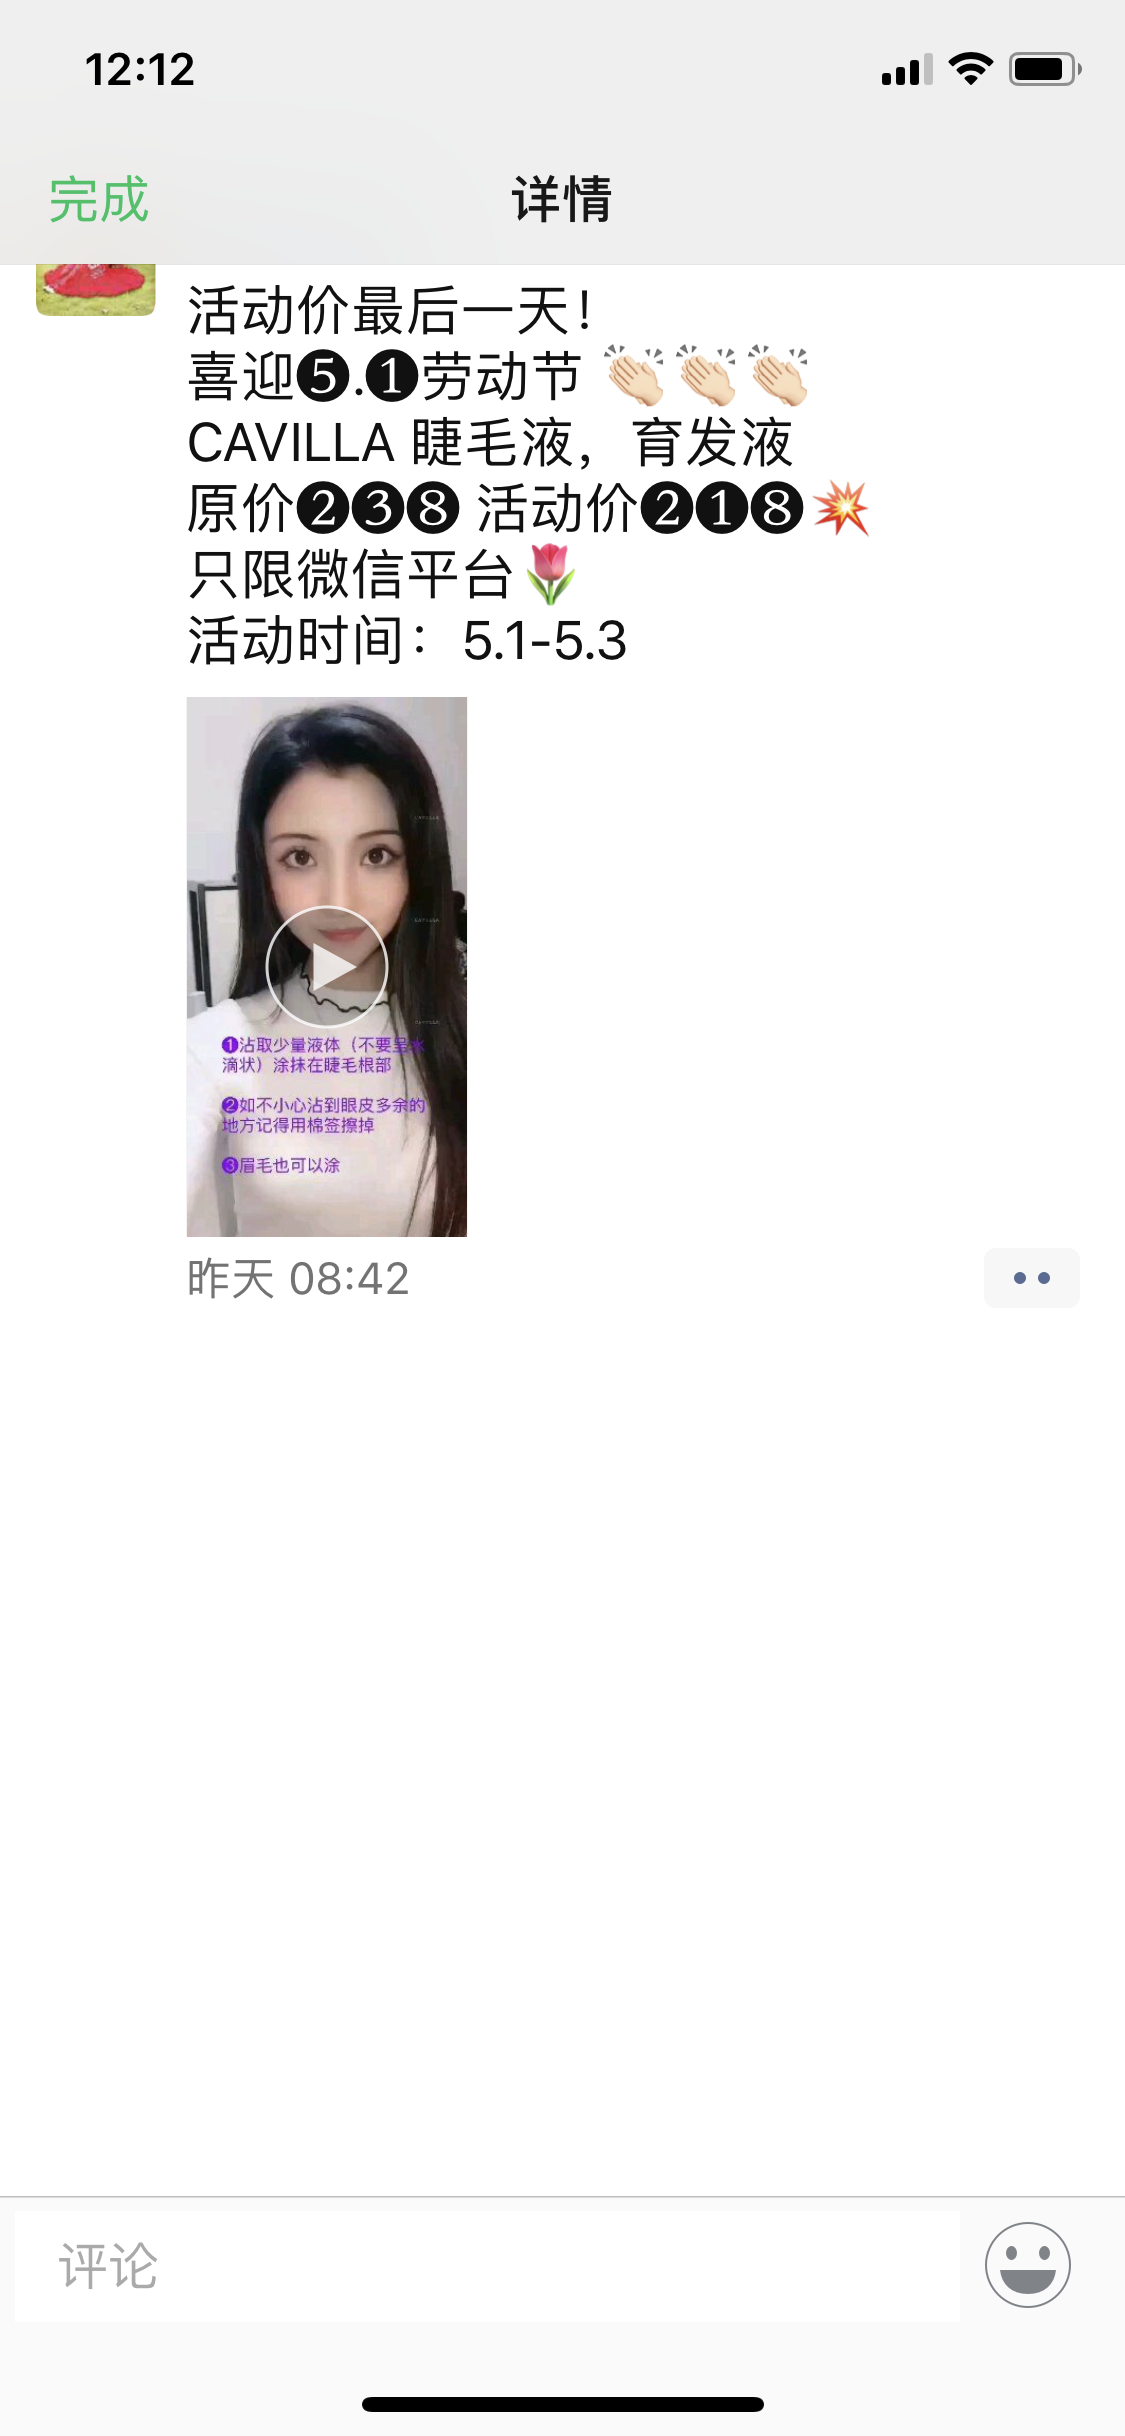 12:12
完成
详情
活动价最后一天！
喜迎❺.❶劳动节 👏🏻👏🏻👏🏻
CAVILLA 睫毛液，育发液
原价❷❸❽ 活动价❷❶❽💥
只限微信平台🌷
活动时间：5.1-5.3
❶沾取少量液体（不要呈水
滴状）涂抹在睫毛根部
❷如不小心沾到眼皮多余的
地方记得用棉签擦掉
❸眉毛也可以涂
昨天 08:42
评论